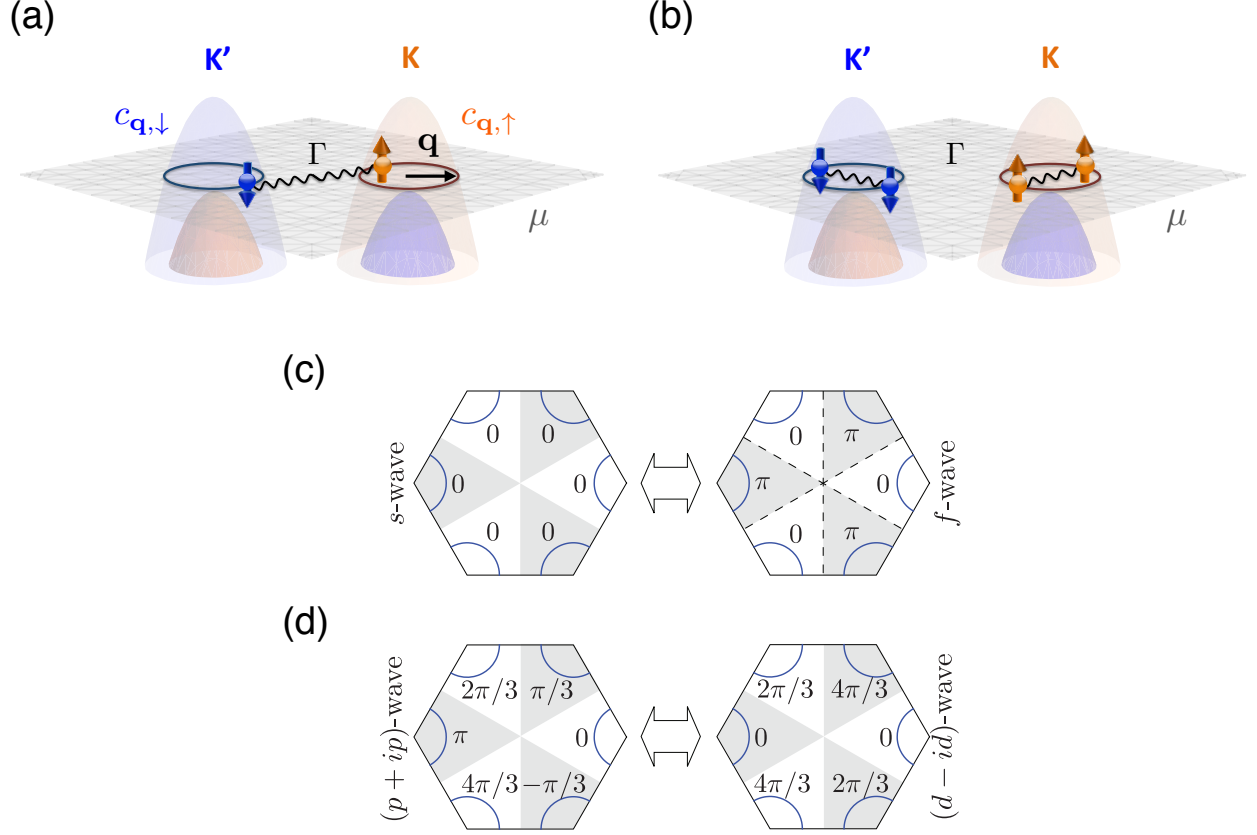 (a)
(b)
K’
K
K’
K
c_{q,↓}
Γ
q
c_{q,↑}
Γ
μ
μ
(c)
s-wave
0
0
0
0
0
0
0
π
π
0
0
π
f-wave
(d)
(p + ip)-wave
2π/3
π/3
π
0
4π/3
−π/3
2π/3
4π/3
0
0
4π/3
2π/3
(d − id)-wave